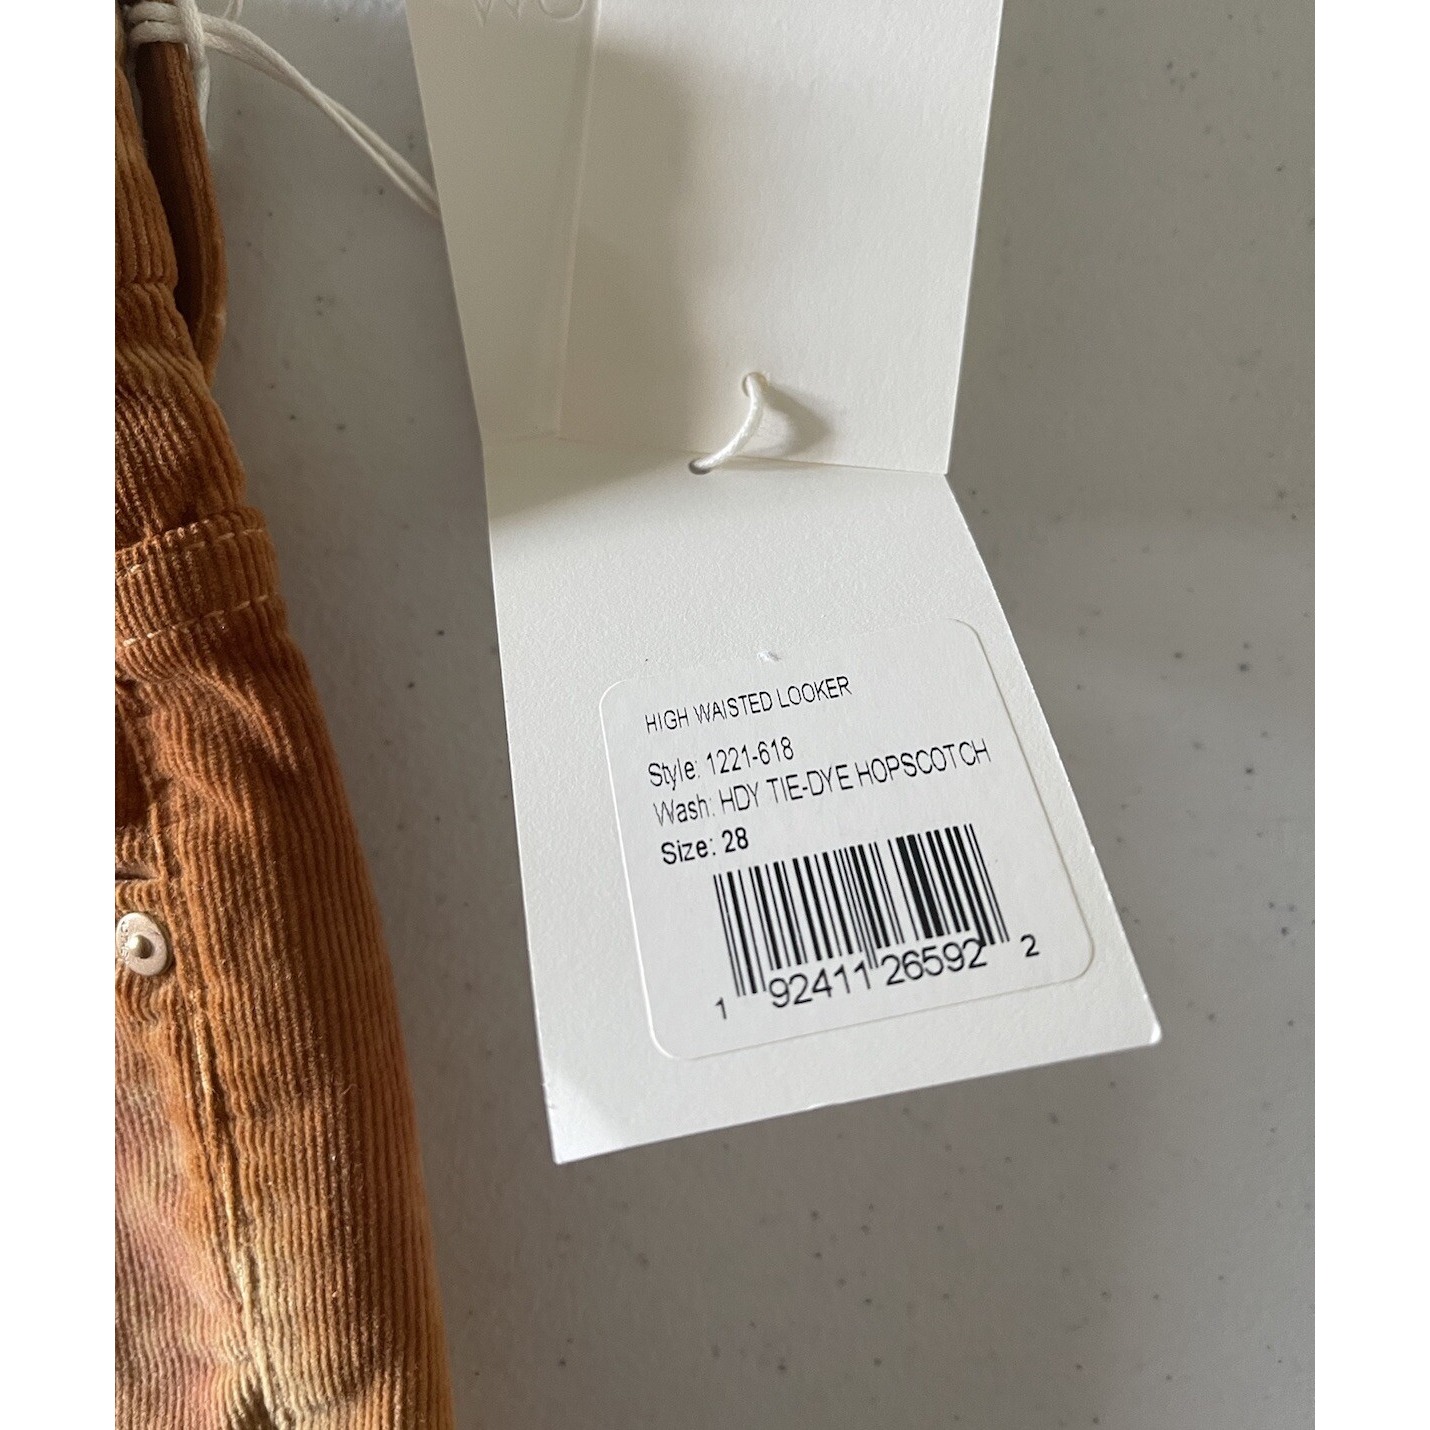 HIGH WAISTED LOOKER
Style: 1221-618
Wash: HDY TIE-DYE HOPSCOTCH
Size: 28
1 92411 26592 2